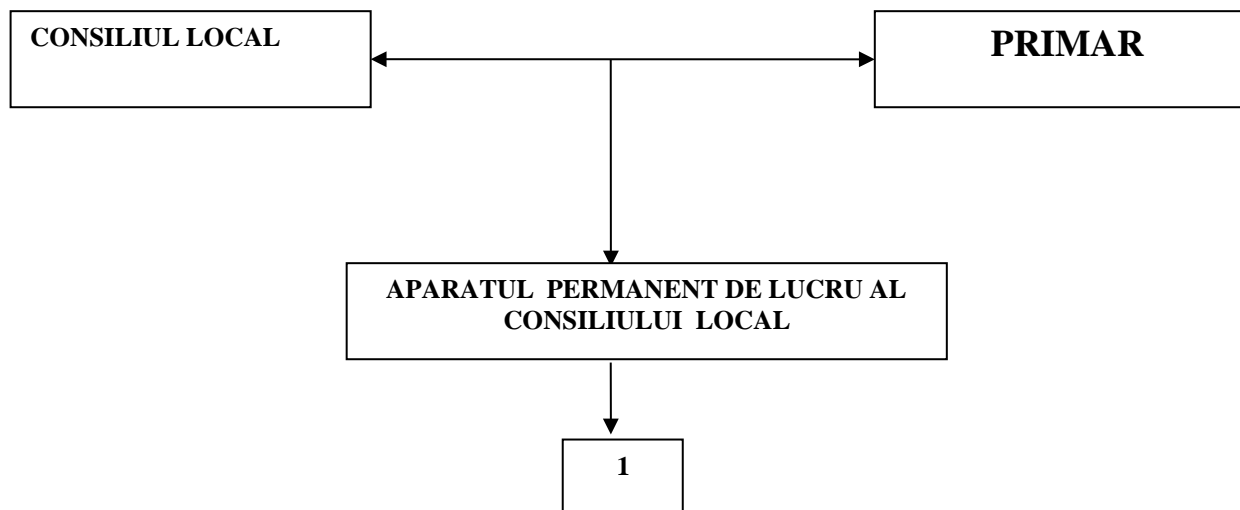 CONSILIUL LOCAL
PRIMAR
APARATUL PERMANENT DE LUCRU AL
CONSILIULUI LOCAL
1